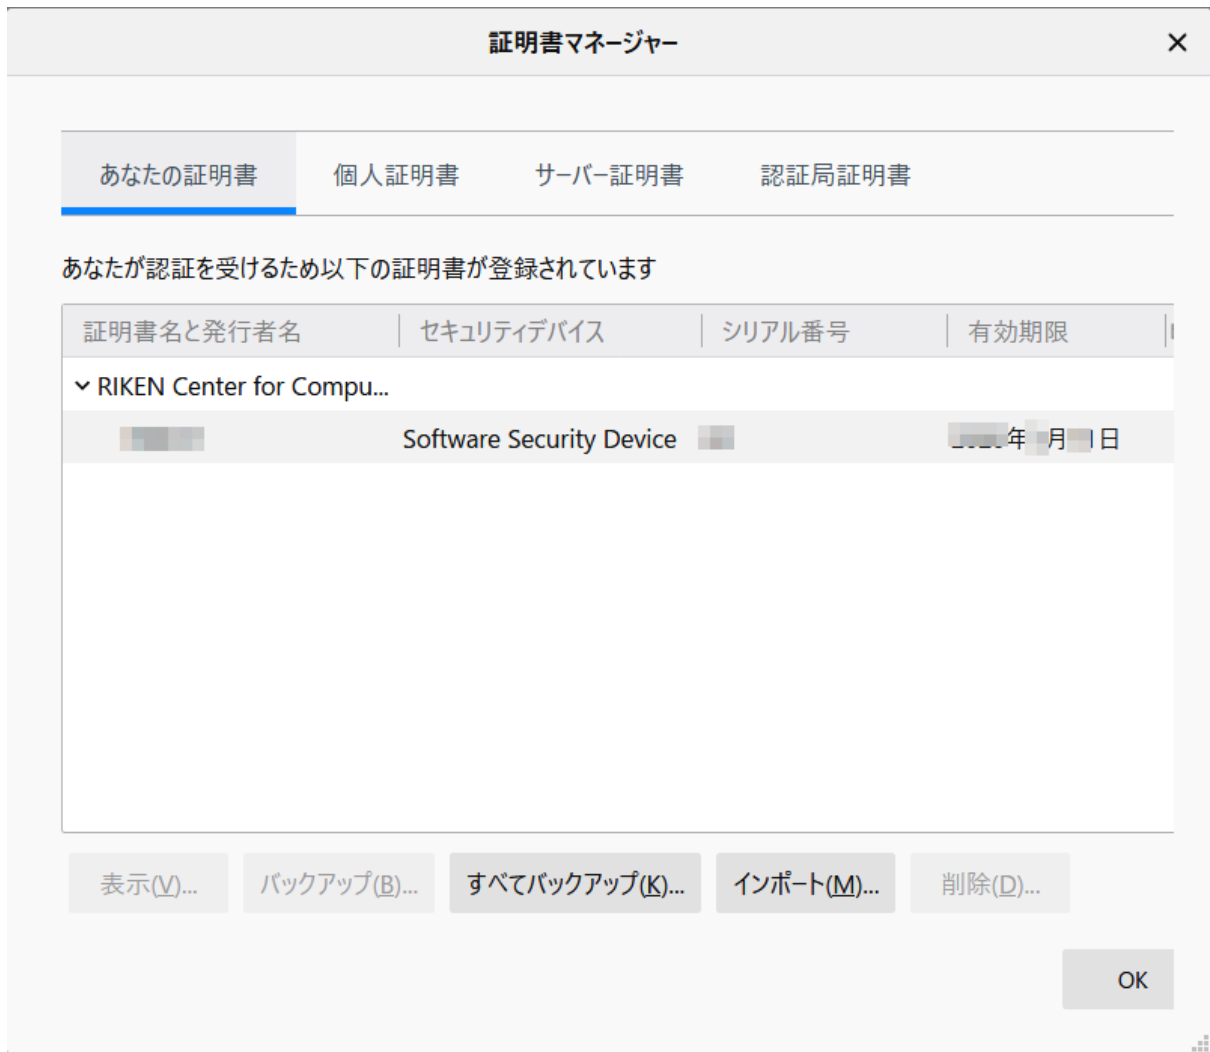 証明書マネージャー
あなたの証明書 個人証明書 サーバー証明書 認証局証明書
あなたが認証を受けるため以下の証明書が登録されています
証明書名と発行者名 セキュリティデバイス シリアル番号 有効期限
RIKEN Center for Compu...
Software Security Device 年 月 日
表示(V)... バックアップ(B)... すべてバックアップ(K)... インポート(M)... 削除(D)...
OK